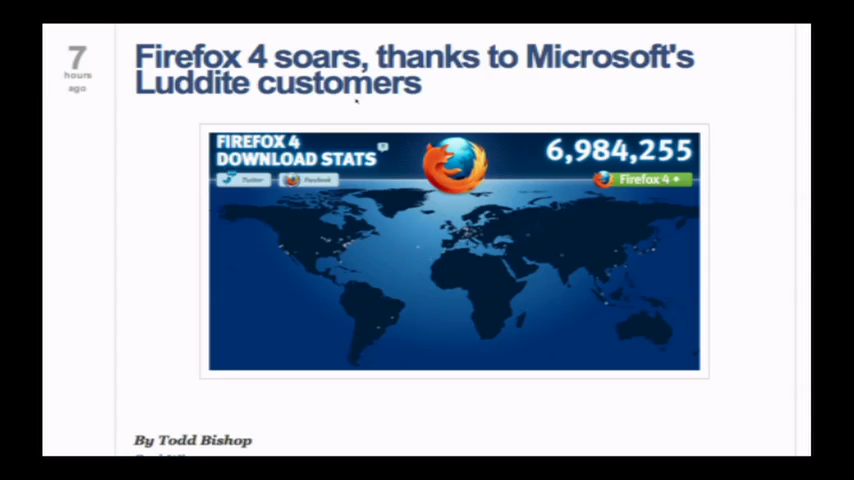 7
hours
ago
Firefox 4 soars, thanks to Microsoft's
Luddite customers
FIREFOX 4
DOWNLOAD STATS
6,984,255
Twitter
Facebook
Firefox 4
By Todd Bishop